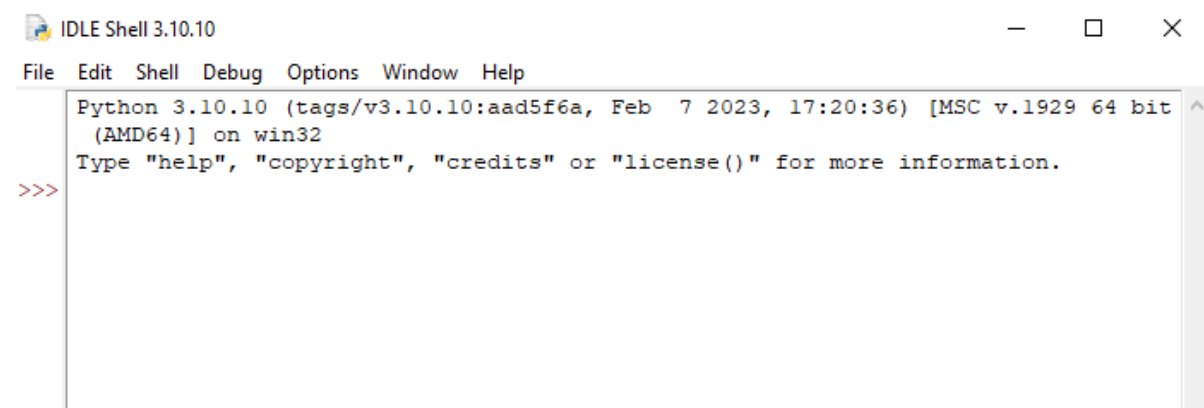 IDLE Shell 3.10.10
File Edit Shell Debug Options Window Help
Python 3.10.10 (tags/v3.10.10:aad5f6a, Feb  7 2023, 17:20:36) [MSC v.1929 64 bit
(AMD64)] on win32
Type "help", "copyright", "credits" or "license()" for more information.
>>>